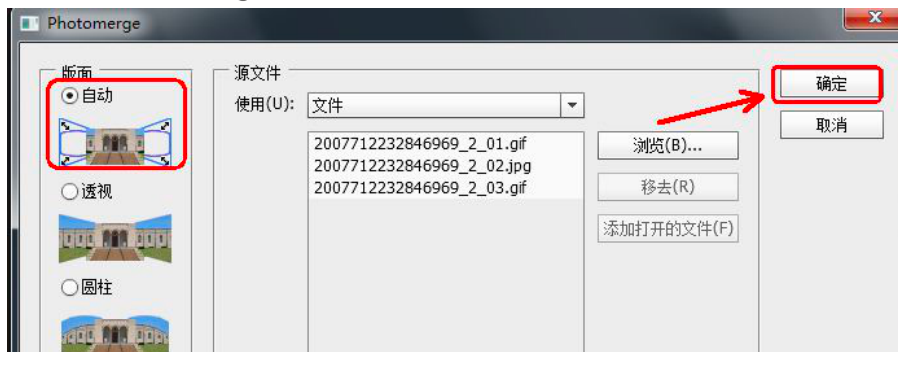 Photomerge
版面
自动
透视
圆柱
源文件
使用(U): 文件
2007712232846969_2_01.gif
2007712232846969_2_02.jpg
2007712232846969_2_03.gif
浏览(B)...
移去(R)
添加打开的文件(F)
确定
取消